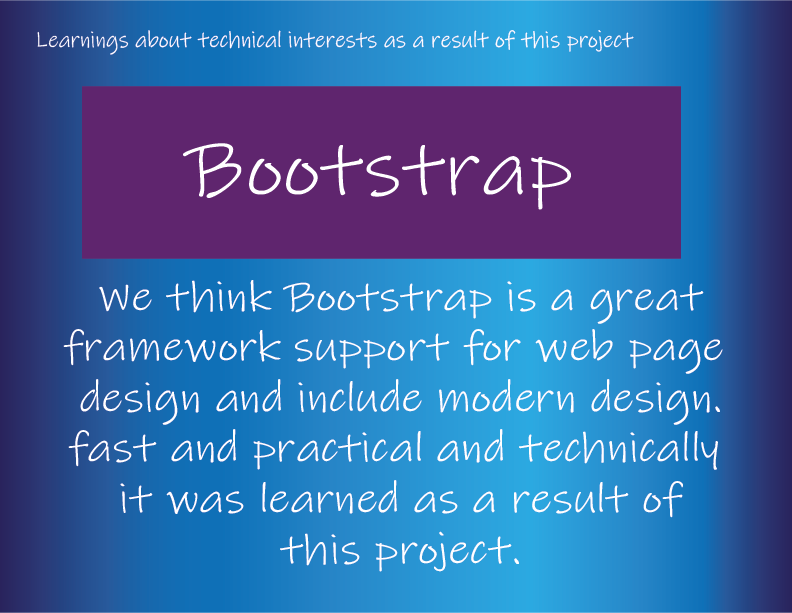 Learnings about technical interests as a result of this project
Bootstrap
We think Bootstrap is a great
framework support for web page
design and include modern design.
fast and practical and technically
it was learned as a result of
this project.